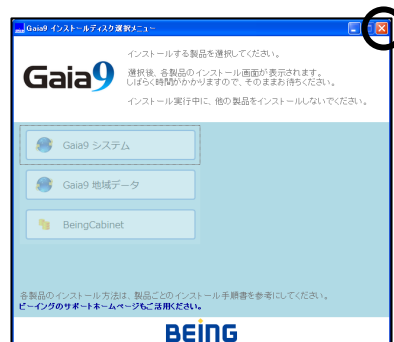 Gaia9 インストールディスク選択メニュー
Gaia9
インストールする製品を選択してください。
選択後、各製品のインストール画面が表示されます。
しばらく時間がかかりますので、そのままお待ちください。
インストール実行中に、他の製品をインストールしないでください。
Gaia9 システム
Gaia9 地域データ
BeingCabinet
各製品のインストール方法は、製品ごとのインストール手順書を参考にしてください。
ビーイングのサポートホームページもご活用ください。
BEING